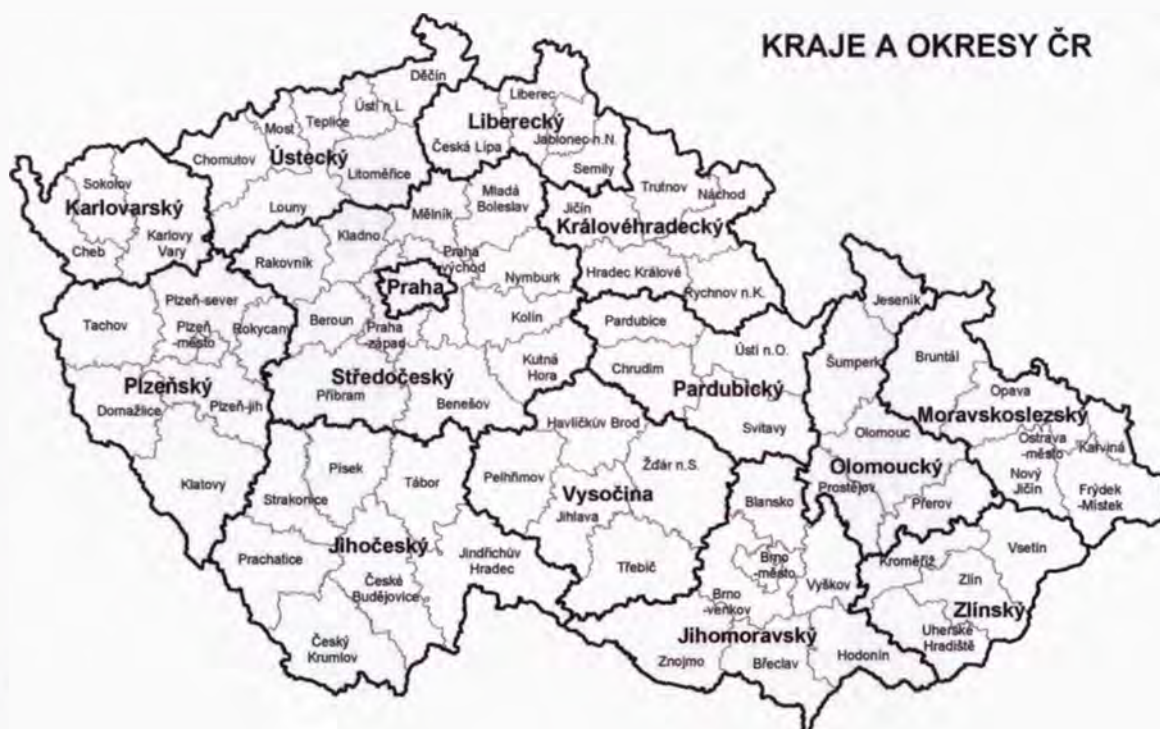 KRAJE A OKRESY ČR
Děčín
Liberec
Ústí n.L.
Teplice
Most
Liberecký
Jablonec n.N.
Česká Lípa
Chomutov
Ústecký
Litoměřice
Semily
Sokolov
Trutnov
Náchod
Mladá
Boleslav
Karlovarský
Louny
Mělník
Jičín
Královéhradecký
Karlovy
Vary
Cheb
Kladno
Praha
východ
Rakovník
Nymburk
Hradec Králové
Praha
Rychnov n.K.
Plzeň-sever
Jeseník
Tachov
Plzeň
-město
Rokycany
Beroun
Praha
-západ
Kolín
Pardubice
Ústí n.O.
Šumperk
Bruntál
Kutná
Hora
Chrudim
Plzeňský
Středočeský
Pardubický
Příbram
Benešov
Domažlice
Plzeň-jih
Opava
Moravskoslezský
Havlíčkův Brod
Svitavy
Olomouc
Ostrava
-město
Karviná
Písek
Pelhřimov
Žďár n.S.
Olomoucký
Nový
Jičín
Frýdek
-Místek
Klatovy
Strakonice
Tábor
Vysočina
Prostějov
Přerov
Blansko
Jihlava
Jihočeský
Prachatice
Jindřichův
Hradec
Třebíč
Brno
-město
Vyškov
Kroměříž
Vsetín
České
Budějovice
Zlín
Brno
-venkov
Zlínský
Jihomoravský
Uherské
Hradiště
Český
Krumlov
Znojmo
Břeclav
Hodonín